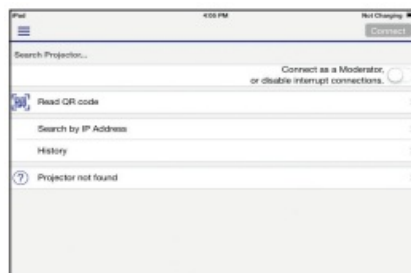 iPad 4:55 PM Not Charging
Connect
Search Projector...
Connect as a Moderator,
or disable interrupt connections.
Read QR code
Search by IP Address
History
Projector not found